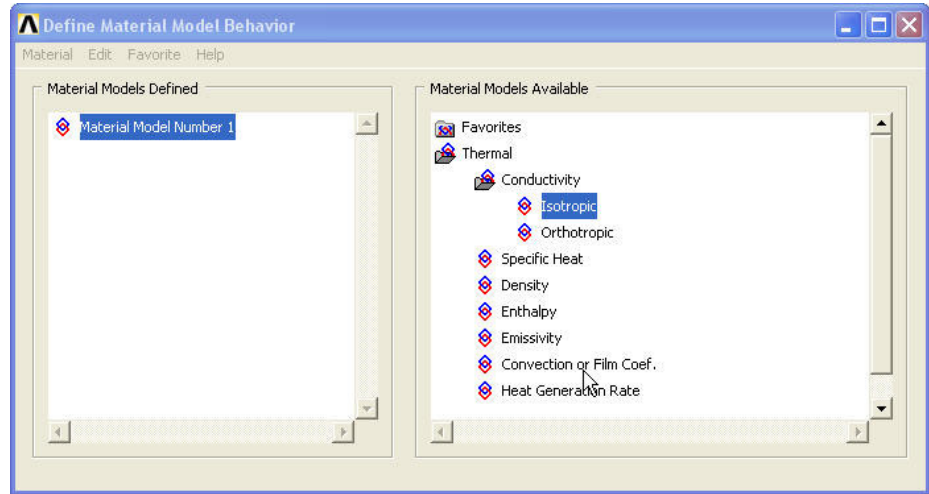 Define Material Model Behavior
Material Edit Favorite Help
Material Models Defined
Material Model Number 1
Material Models Available
Favorites
Thermal
Conductivity
Isotropic
Orthotropic
Specific Heat
Density
Enthalpy
Emissivity
Convection or Film Coef.
Heat Generation Rate